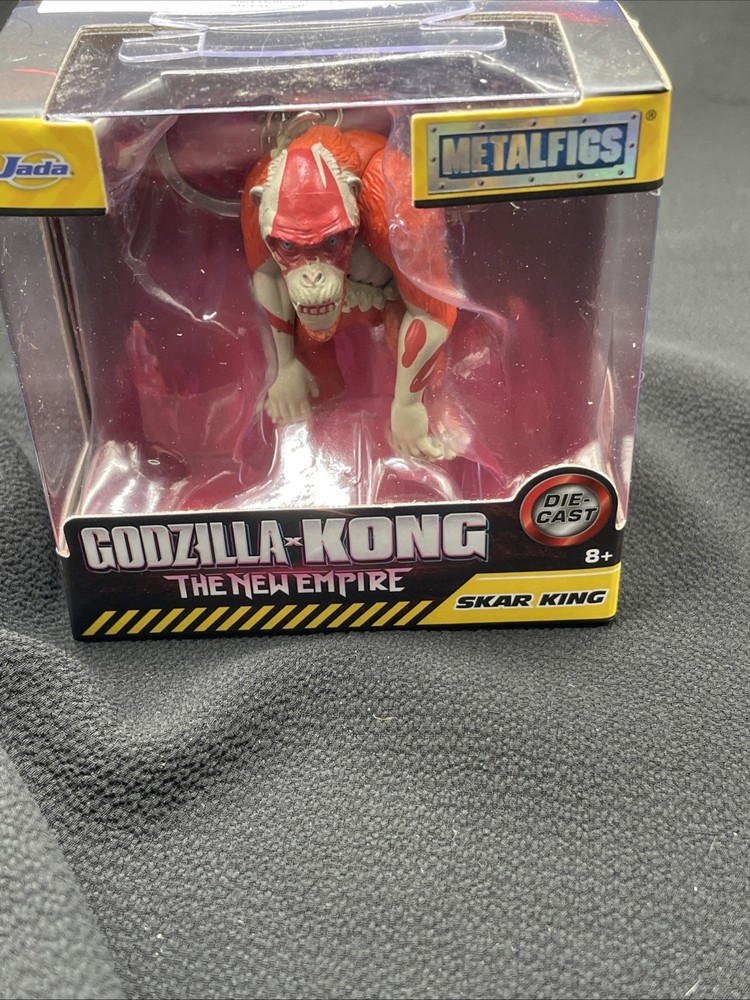 Jada
METALFIGS®
GODZILLA x KONG
THE NEW EMPIRE
DIE-
CAST
8+
SKAR KING